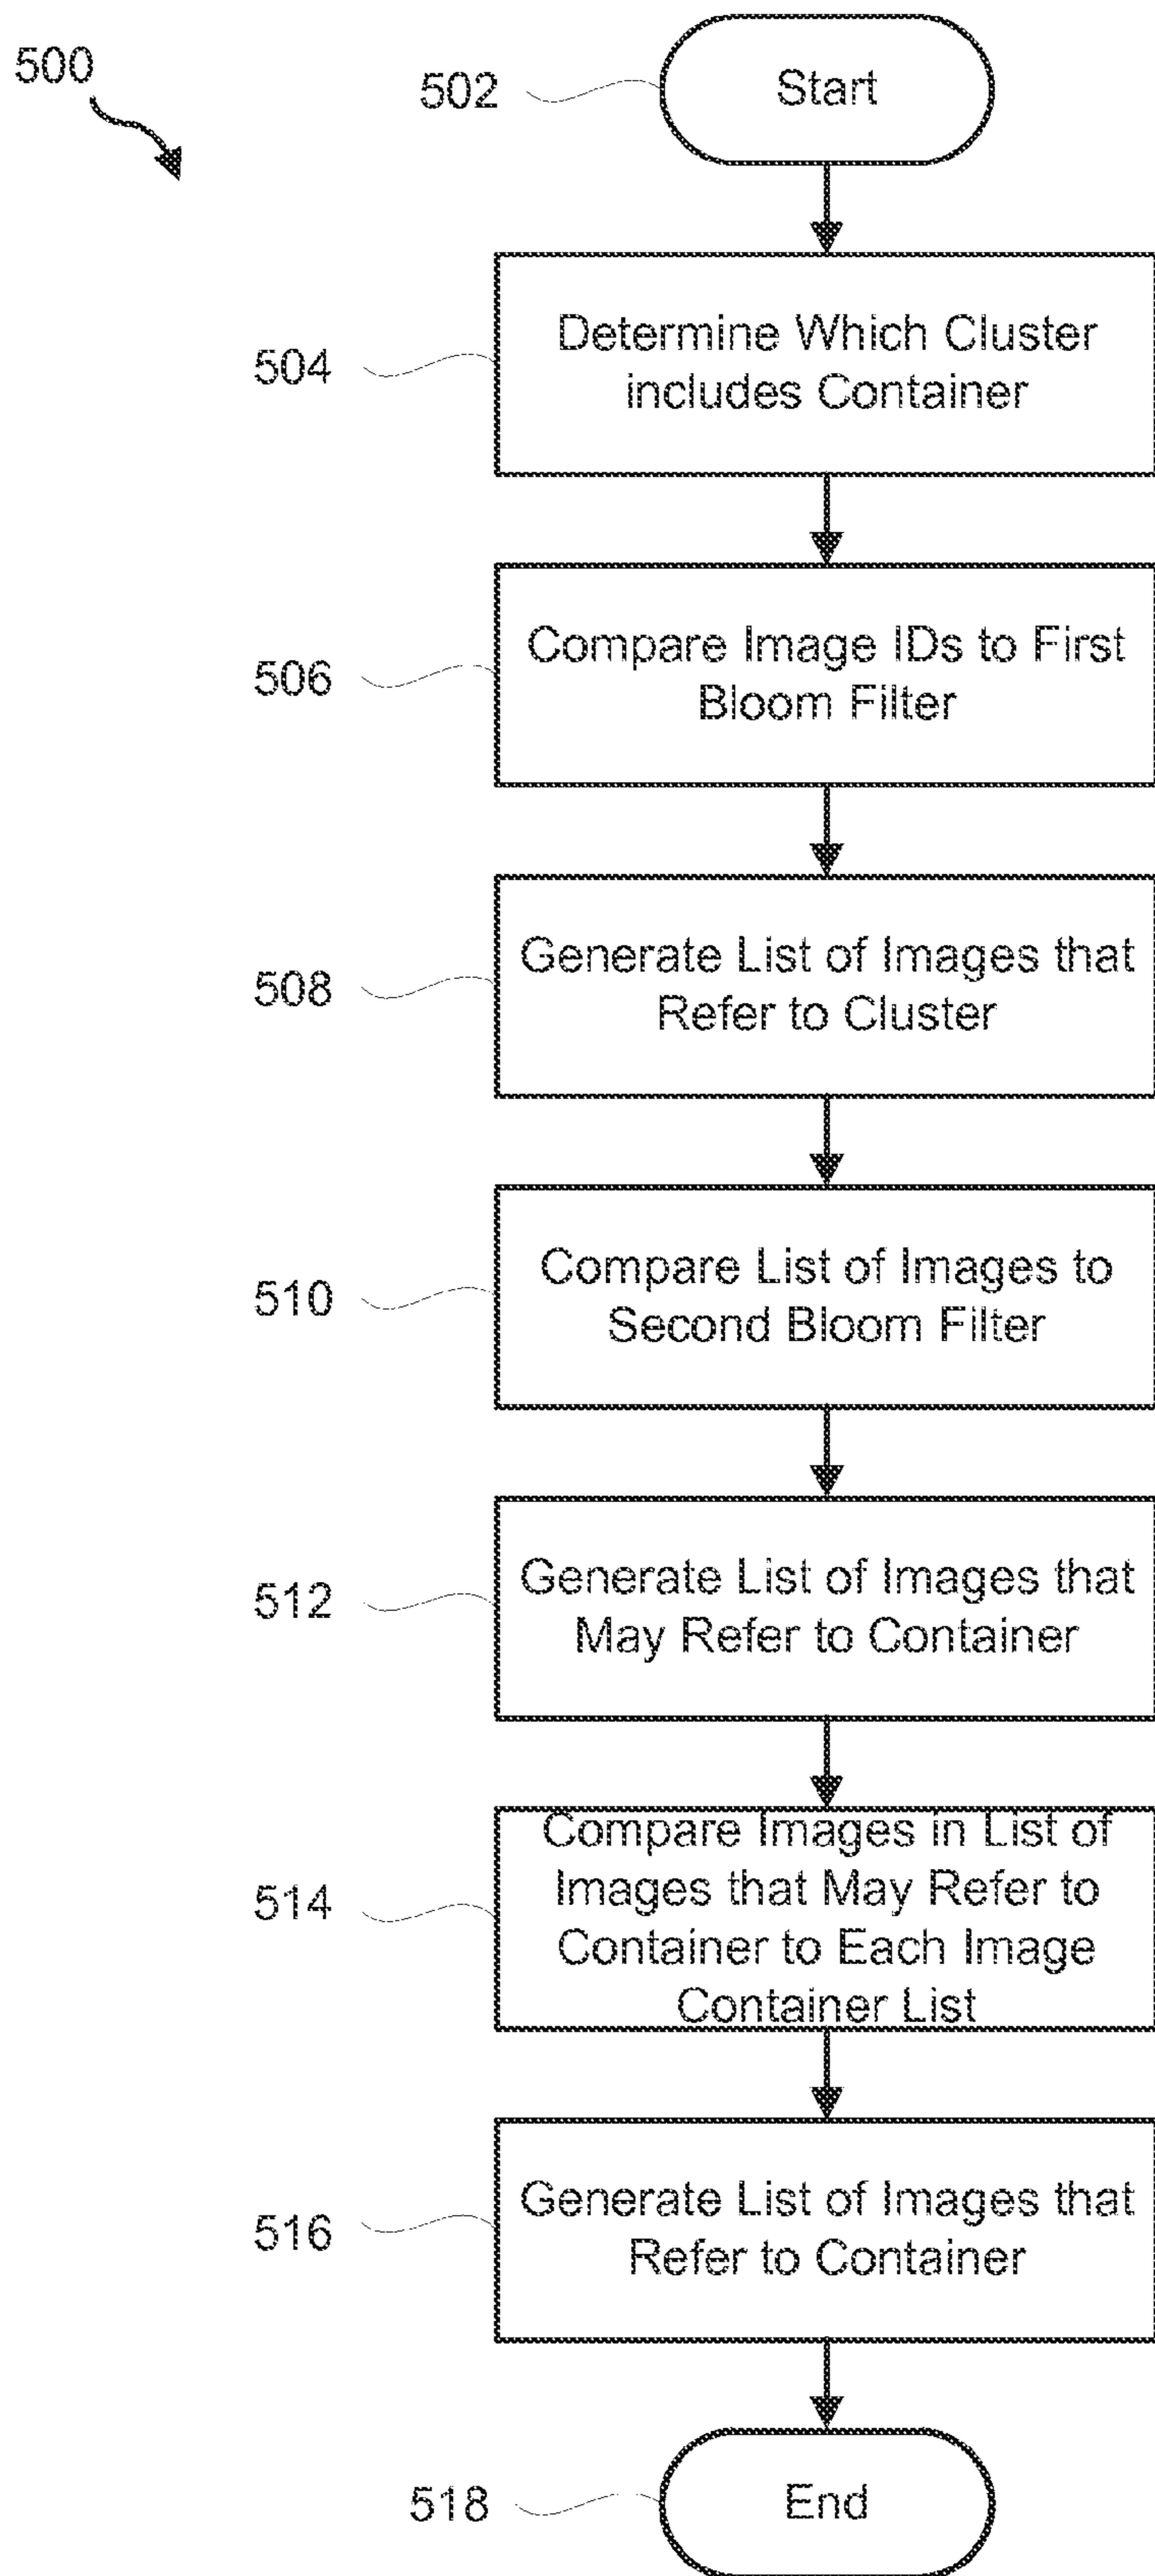 500
502
Start
504
Determine Which Cluster
includes Container
506
Compare Image IDs to First
Bloom Filter
508
Generate List of Images that
Refer to Cluster
510
Compare List of Images to
Second Bloom Filter
512
Generate List of Images that
May Refer to Container
514
Compare Images in List of
Images that May Refer to
Container to Each Image
Container List
516
Generate List of Images that
Refer to Container
518
End